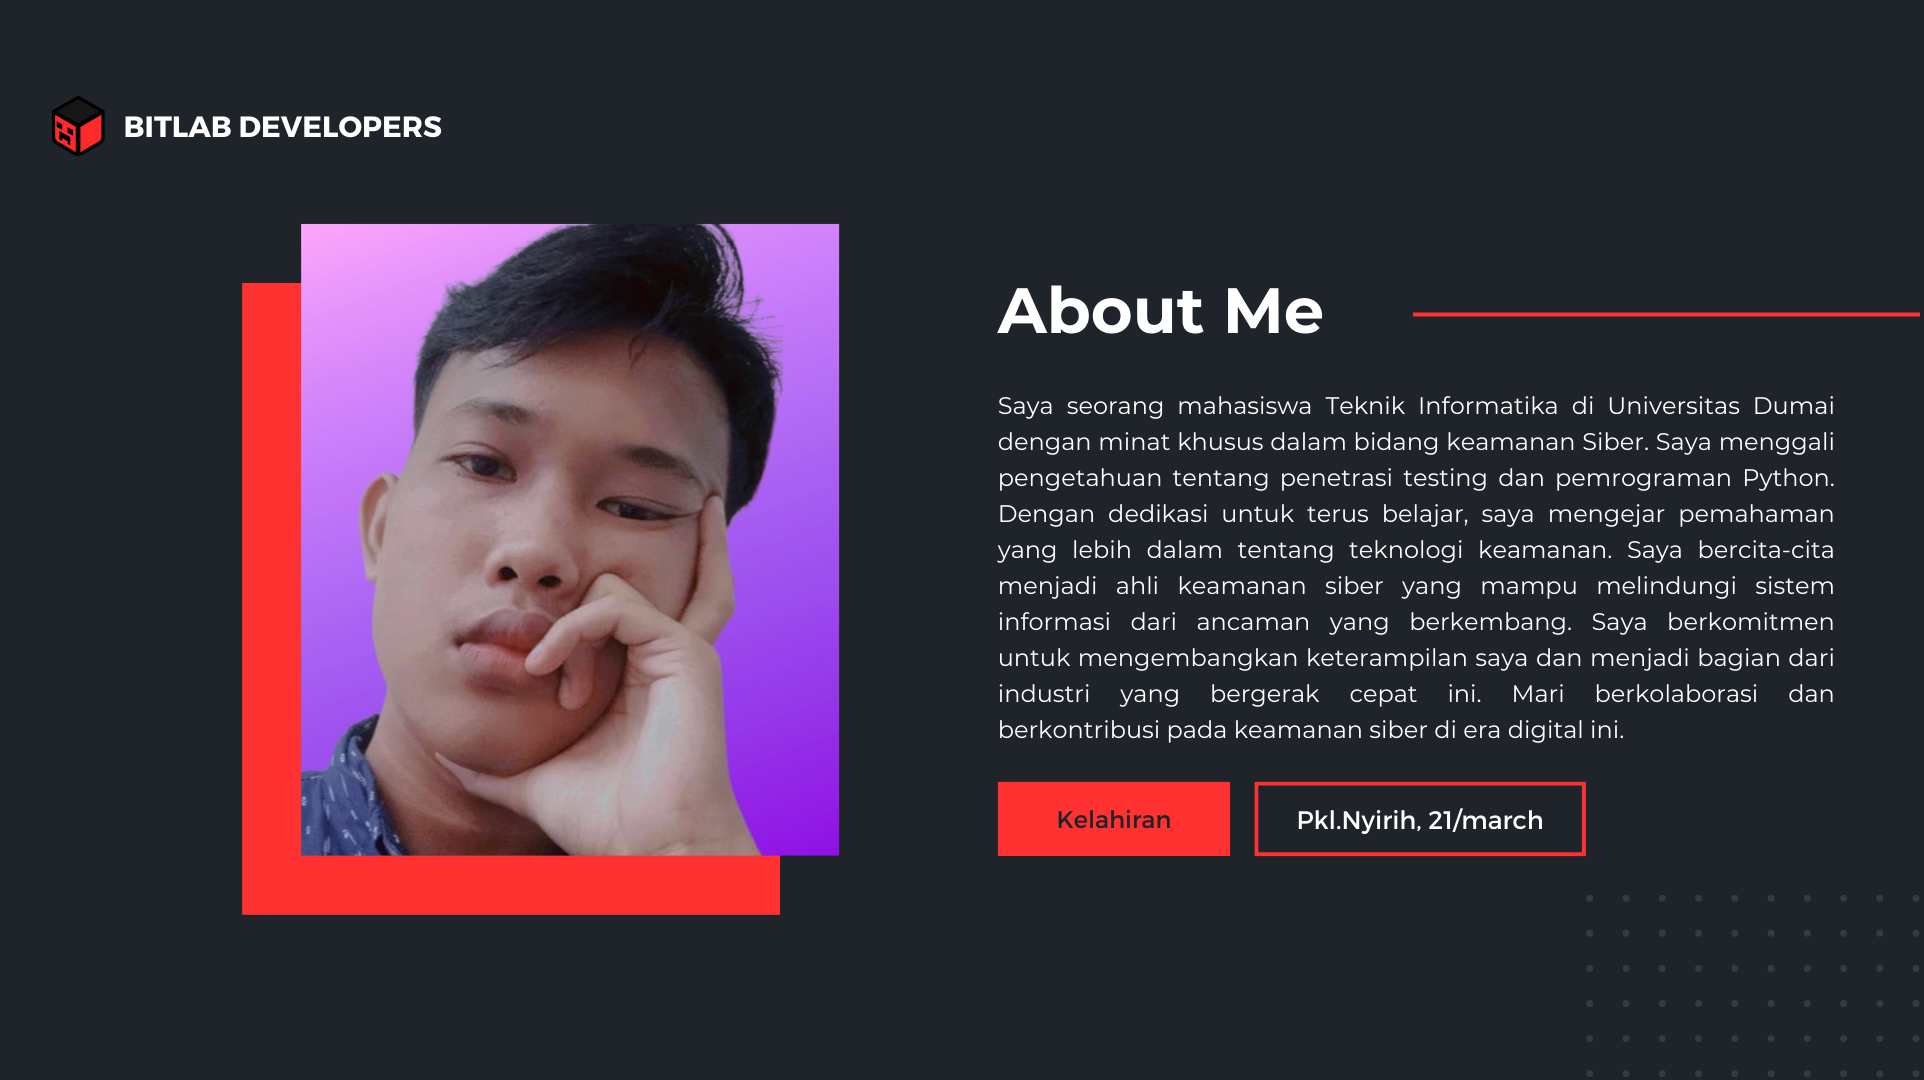 BITLAB DEVELOPERS
About Me
Saya seorang mahasiswa Teknik Informatika di Universitas Dumai
dengan minat khusus dalam bidang keamanan Siber. Saya menggali
pengetahuan tentang penetrasi testing dan pemrograman Python.
Dengan dedikasi untuk terus belajar, saya mengejar pemahaman
yang lebih dalam tentang teknologi keamanan. Saya bercita-cita
menjadi ahli keamanan siber yang mampu melindungi sistem
informasi dari ancaman yang berkembang. Saya berkomitmen
untuk mengembangkan keterampilan saya dan menjadi bagian dari
industri yang bergerak cepat ini. Mari berkolaborasi dan
berkontribusi pada keamanan siber di era digital ini.
Kelahiran
Pkl.Nyirih, 21/march